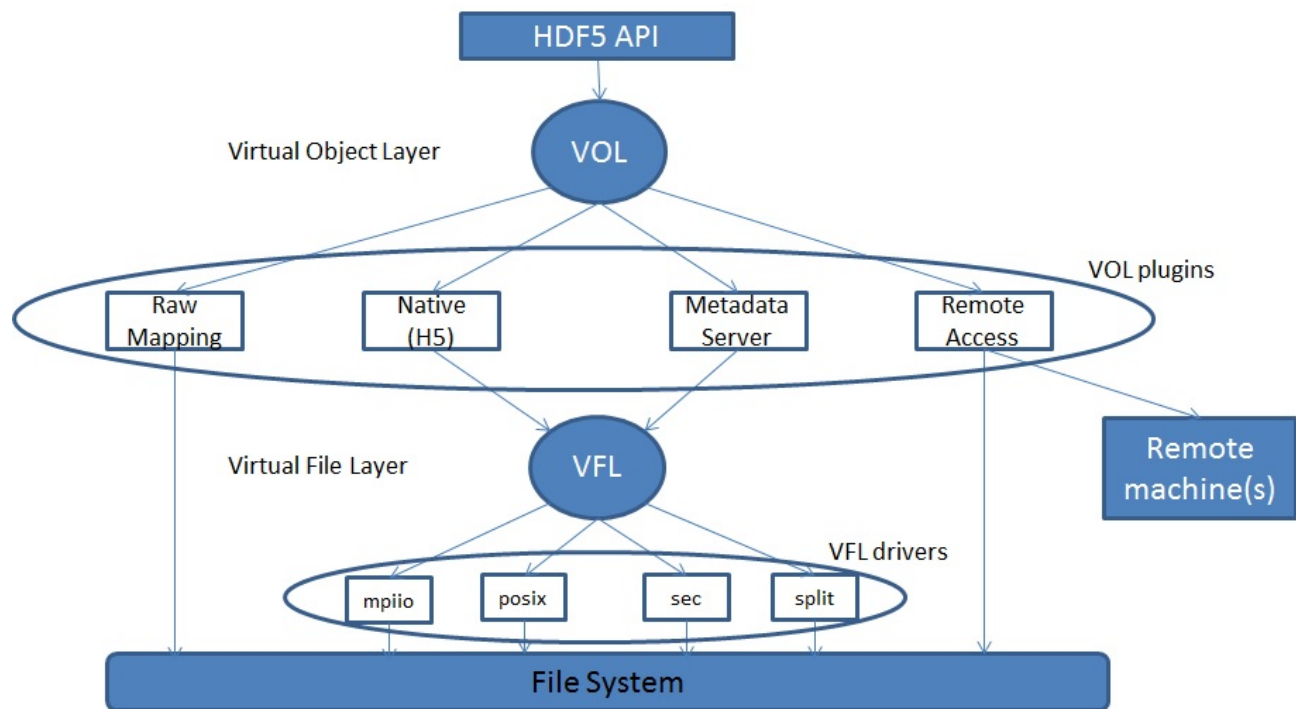 HDF5 API
Virtual Object Layer
VOL
VOL plugins
Raw
Mapping
Native
(H5)
Metadata
Server
Remote
Access
Virtual File Layer
VFL
Remote
machine(s)
VFL drivers
mpiio
posix
sec
split
File System